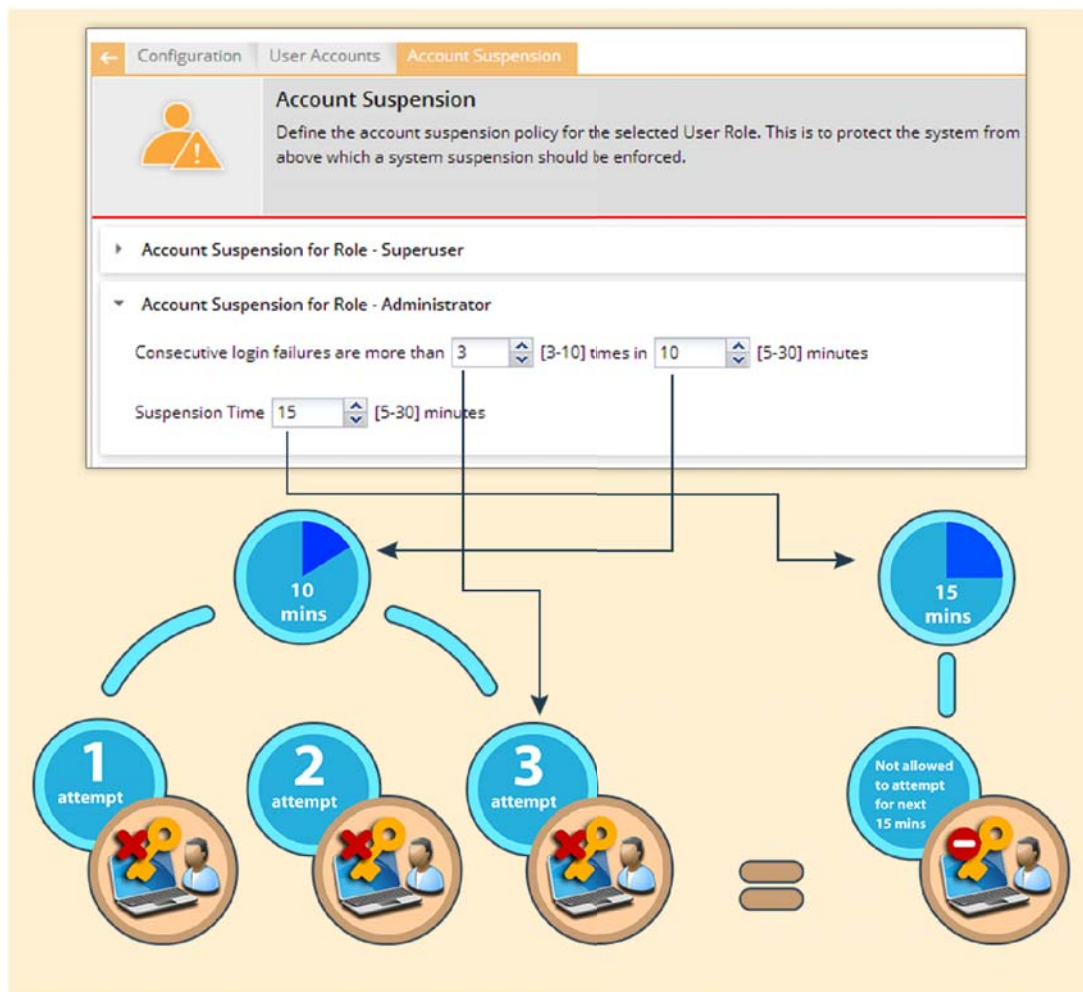 Configuration User Accounts Account Suspension
Account Suspension
Define the account suspension policy for the selected User Role. This is to protect the system from
above which a system suspension should be enforced.
Account Suspension for Role - Superuser
Account Suspension for Role - Administrator
Consecutive login failures are more than 3 [3-10] times in 10 [5-30] minutes
Suspension Time 15 [5-30] minutes
10
mins
15
mins
1
attempt
2
attempt
3
attempt
Not allowed
to attempt
for next
15 mins